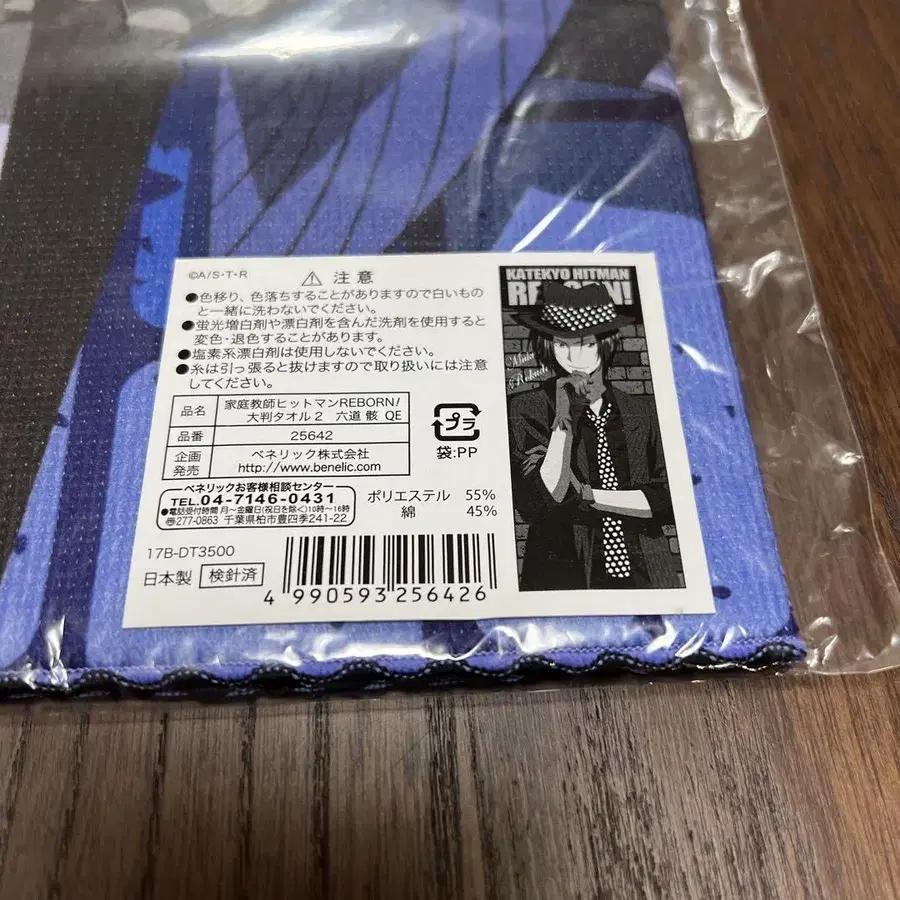 ©A/S・T・R
⚠ 注意
●色移り、色落ちすることがありますので白いもの
と一緒に洗わないでください。
●蛍光増白剤や漂白剤を含んだ洗剤を使用すると
変色・退色することがあります。
●塩素系漂白剤は使用しないでください。
●糸は引っ張ると抜けますので取り扱いには注意
してください。
品名 家庭教師ヒットマンREBORN!
大判タオル2 六道 骸 QE
品番 25642
企画
発売
ベネリック株式会社
http://www.benelic.com
ベネリックお客様相談センター
TEL.04-7146-0431
●電話受付時間 月〜金曜日(祝日を除く)10時〜16時
〠277-0863 千葉県柏市豊四季241-22
プラ
袋:PP
ポリエステル 55%
綿 45%
17B-DT3500
日本製 検針済
4 990593 256426
KATEKYO HITMAN
REBORN!
Rokudo